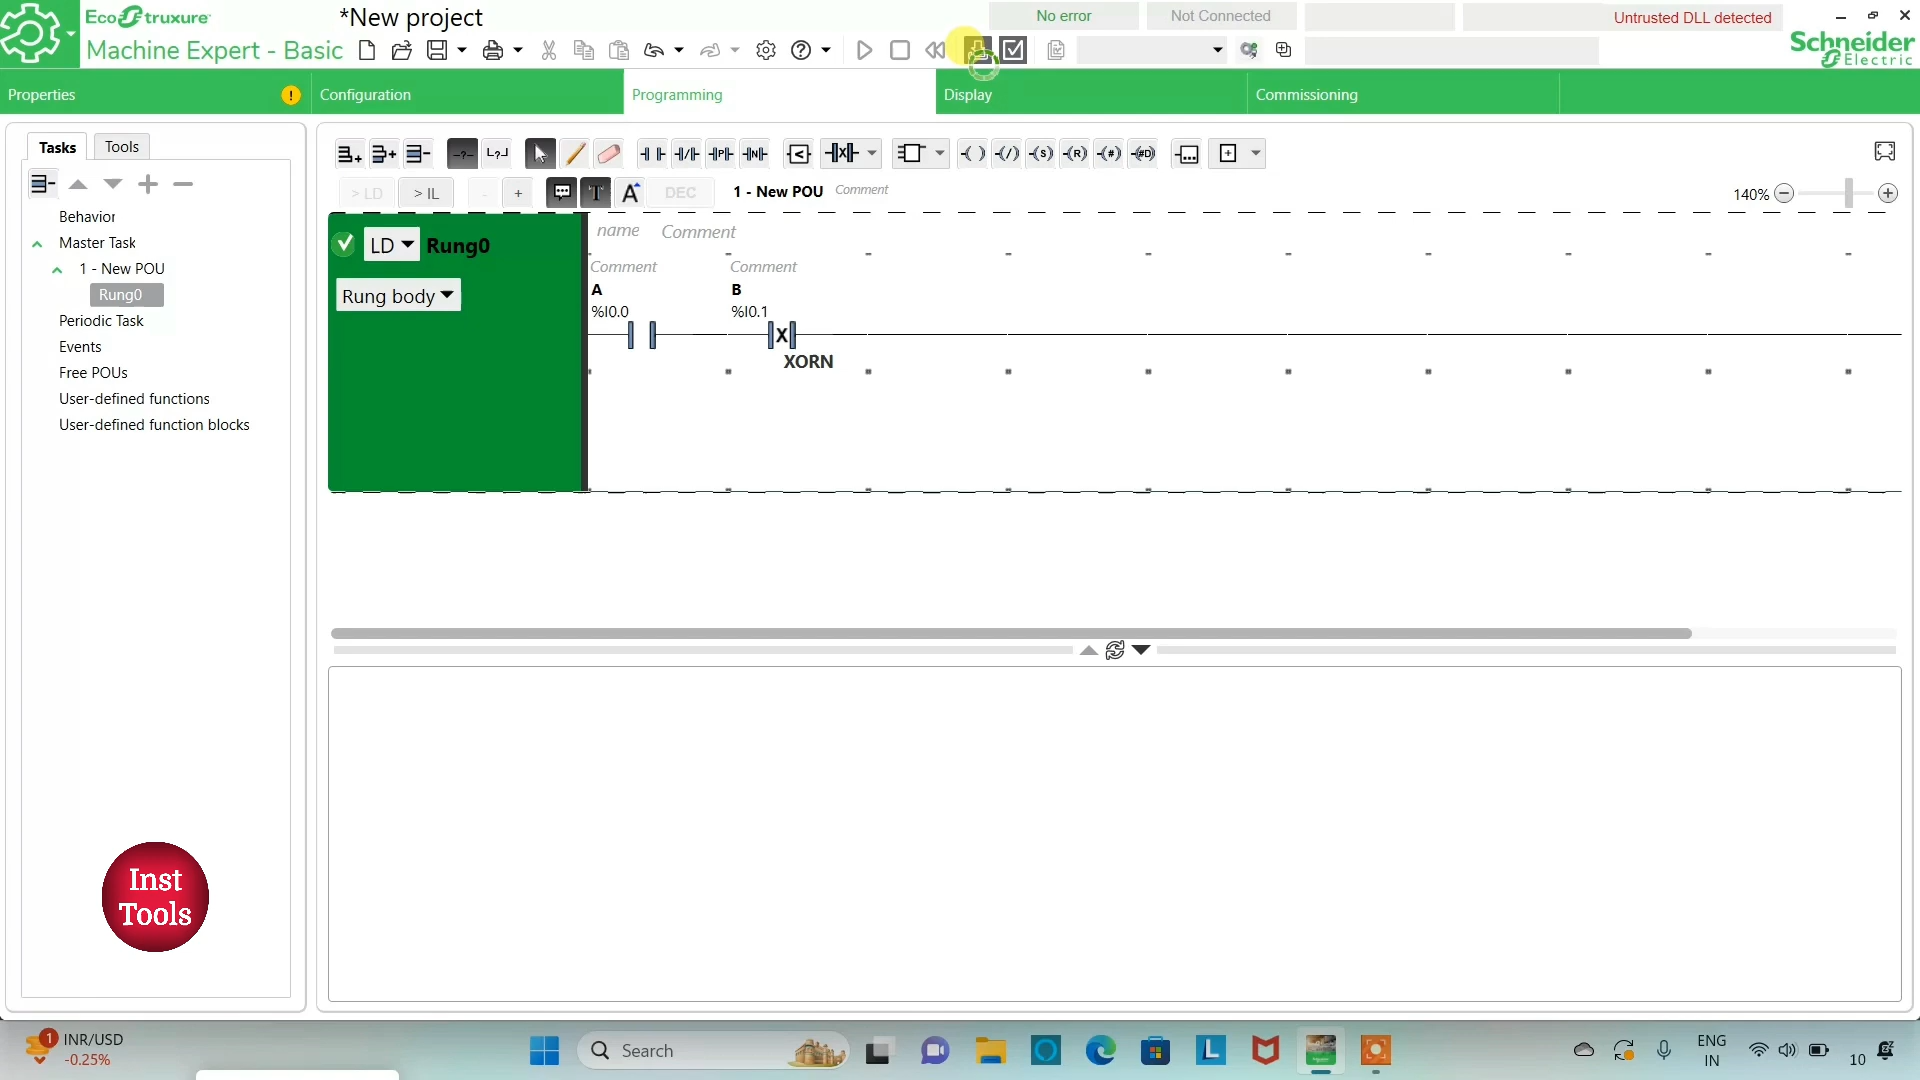 EcoStruxure
Machine Expert - Basic
*New project
No error
Not Connected
Untrusted DLL detected
Schneider
Electric
Properties
Configuration
Programming
Display
Commissioning
Tasks
Tools
Behavior
Master Task
1 - New POU
Rung0
Periodic Task
Events
Free POUs
User-defined functions
User-defined function blocks
> LD
> IL
-
+
T
A
DEC
1 - New POU
Comment
140%
LD
Rung0
Rung body
name
Comment
Comment
Comment
A
B
%I0.0
%I0.1
X
XORN
Inst
Tools
1
INR/USD
-0.25%
Search
ENG
IN
10